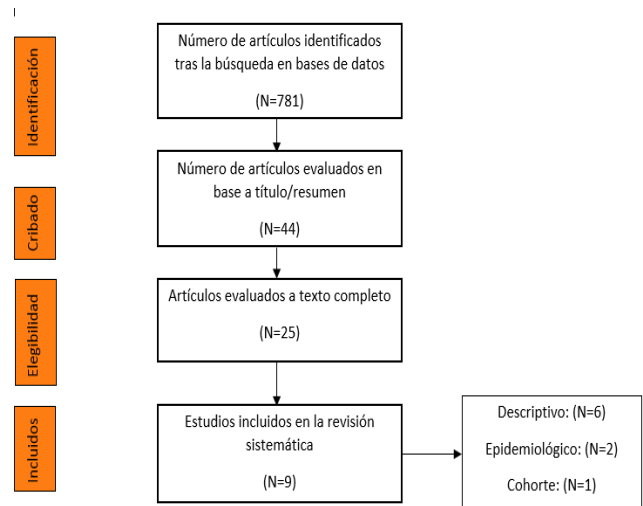 Identificación
Número de artículos identificados
tras la búsqueda en bases de datos
(N=781)
Cribado
Número de artículos evaluados en
base a título/resumen
(N=44)
Elegibilidad
Artículos evaluados a texto completo
(N=25)
Incluidos
Estudios incluidos en la revisión
sistemática
(N=9)
Descriptivo: (N=6)
Epidemiológico: (N=2)
Cohorte: (N=1)